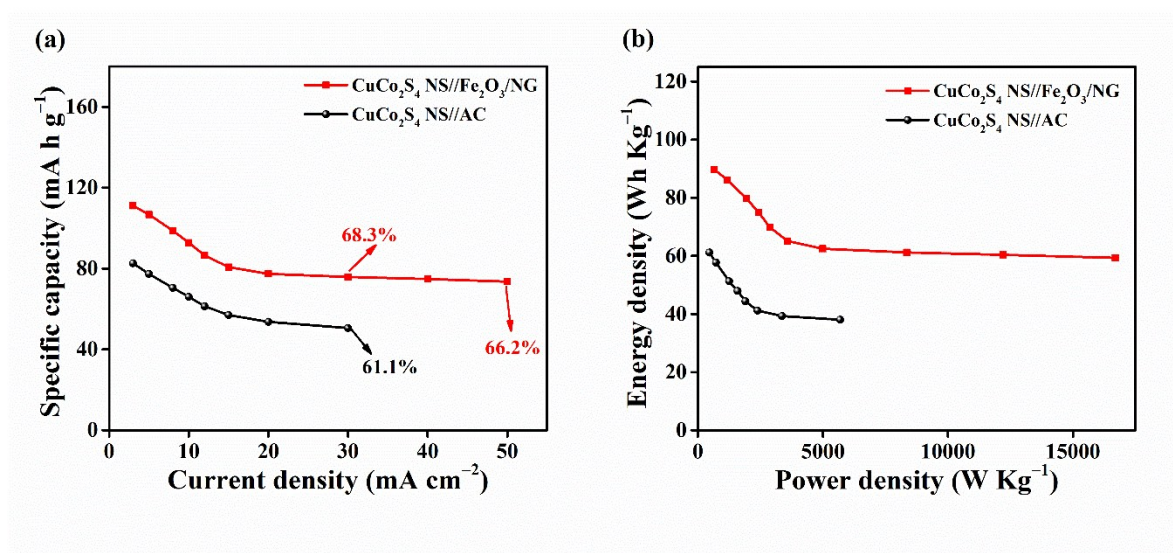 (a)
CuCo₂S₄ NS//Fe₂O₃/NG
CuCo₂S₄ NS//AC
Specific capacity (mA h g⁻¹)
160
120
80
40
0
68.3%
66.2%
61.1%
0 10 20 30 40 50
Current density (mA cm⁻²)
(b)
CuCo₂S₄ NS//Fe₂O₃/NG
CuCo₂S₄ NS//AC
Energy density (Wh Kg⁻¹)
120
100
80
60
40
20
0
0 5000 10000 15000
Power density (W Kg⁻¹)